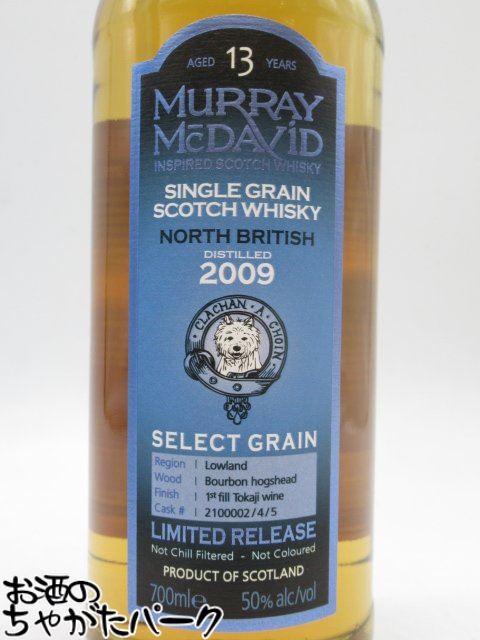 AGED 13 YEARS
MURRAY
McDAVID
INSPIRED SCOTCH WHISKY
SINGLE GRAIN
SCOTCH WHISKY
NORTH BRITISH
DISTILLED
2009
CLACHAN · A · CHOIN
SELECT GRAIN
Region | Lowland
Wood | Bourbon hogshead
Finish | 1st fill Tokaji wine
Cask # | 2100002/4/5
LIMITED RELEASE
Not Chill Filtered - Not Coloured
PRODUCT OF SCOTLAND
700ml℮ 50% alc/vol
お酒の
ちゃがたパーク